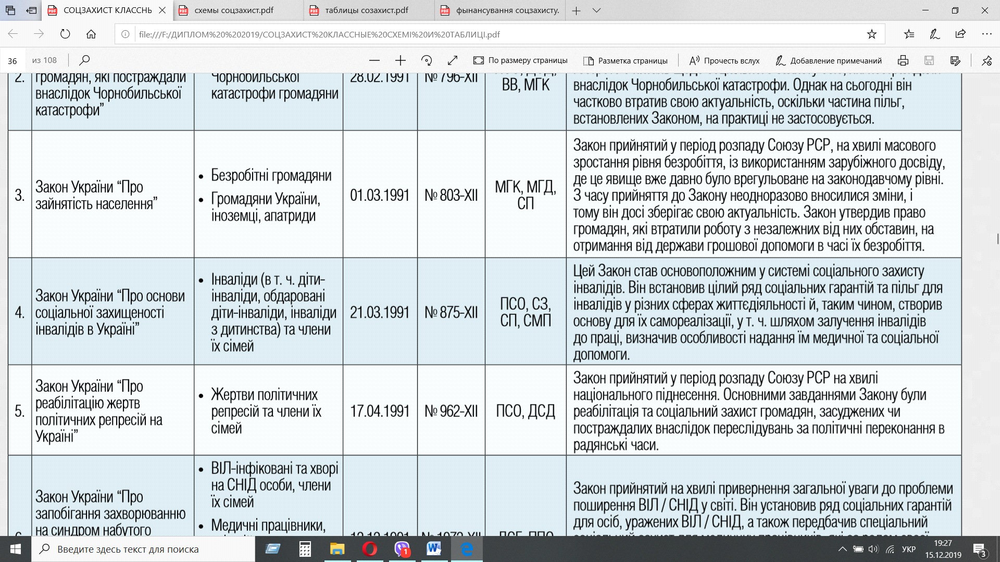 СОЦЗАХИСТ КЛАССНЬ
схемы соцзахист.pdf
таблицы созахист.pdf
фынансування соцзахисту.
file:///F:/ДИПЛОМ%20%202019/СОЦЗАХИСТ%20КЛАССНЫЕ%20СХЕМІ%20И%20ТАБЛИЦІ.pdf
36 из 108
По размеру страницы
Разметка страницы
Прочесть вслух
Добавление примечаний
2.
громадян, які постраждали
внаслідок Чорнобильської
катастрофи”
Чорнобильської
катастрофи громадяни
28.02.1991
№ 796-XII
ВВ, МГК
внаслідок Чорнобильської катастрофи. Однак на сьогодні він
частково втратив свою актуальність, оскільки частина пільг,
встановлених Законом, на практиці не застосовується.
3.
Закон України “Про
зайнятість населення”
• Безробітні громадяни
• Громадяни України,
іноземці, апатриди
01.03.1991
№ 803-XII
МГК, МГД,
СП
Закон прийнятий у період розпаду Союзу РСР, на хвилі масового
зростання рівня безробіття, із використанням зарубіжного досвіду,
де це явище вже давно було врегульоване на законодавчому рівні.
З часу прийняття до Закону неодноразово вносилися зміни, і
тому він досі зберігає свою актуальність. Закон утвердив право
громадян, які втратили роботу з незалежних від них обставин, на
отримання від держави грошової допомоги в часі їх безробіття.
4.
Закон України “Про основи
соціальної захищеності
інвалідів в Україні”
• Інваліди (в т. ч. діти-
інваліди, обдаровані
діти-інваліди, інваліди
з дитинства) та члени
їх сімей
21.03.1991
№ 875-XII
ПСО, СЗ,
СП, СМП
Цей Закон став основоположним у системі соціального захисту
інвалідів. Він встановив цілий ряд соціальних гарантій та пільг для
інвалідів у різних сферах життєдіяльності й, таким чином, створив
основу для їх самореалізації, у т. ч. шляхом залучення інвалідів
до праці, визначив особливості надання їм медичної та соціальної
допомоги.
5.
Закон України “Про
реабілітацію жертв
політичних репресій на
Україні”
• Жертви політичних
репресій та члени їх
сімей
17.04.1991
№ 962-XII
ПСО, ДСД
Закон прийнятий у період розпаду Союзу РСР на хвилі
національного піднесення. Основними завданнями Закону були
реабілітація та соціальний захист громадян, засуджених чи
постраждалих внаслідок переслідувань за політичні переконання в
радянські часи.
Закон України “Про
запобігання захворюванню
на синдром набутого
• ВІЛ-інфіковані та хворі
на СНІД особи, члени
їх сімей
• Медичні працівники,
Закон прийнятий на хвилі привернення загальної уваги до проблеми
поширення ВІЛ / СНІД у світі. Він установив ряд соціальних гарантій
для осіб, уражених ВІЛ / СНІД, а також передбачив спеціальний
Введите здесь текст для поиска
1
УКР
19:27
15.12.2019
3